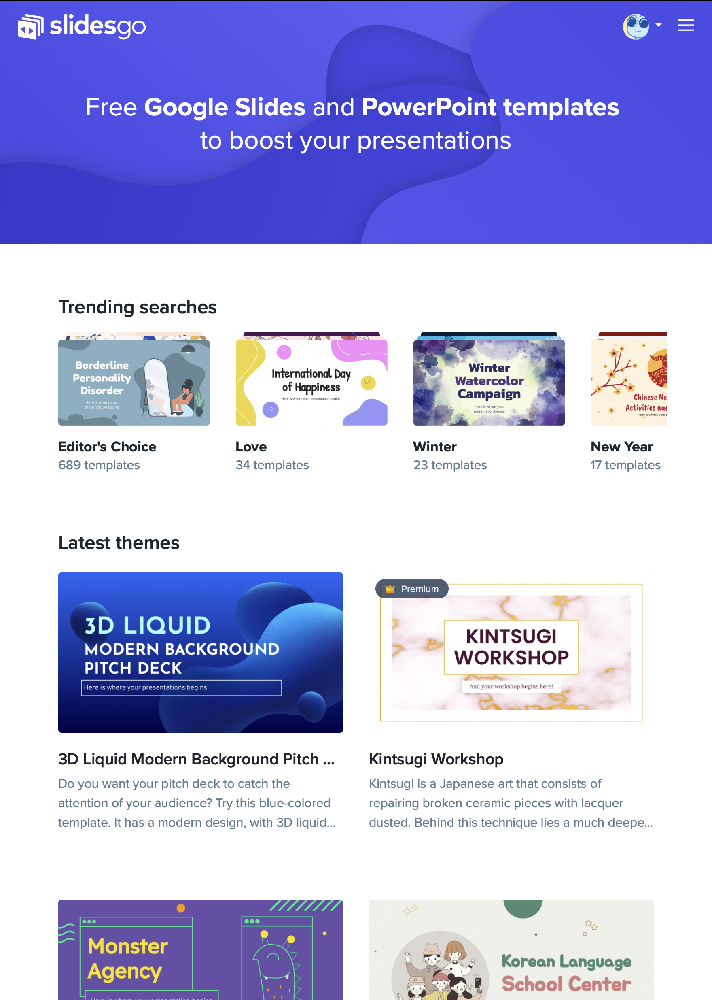 slidesgo
Free Google Slides and PowerPoint templates
to boost your presentations
Trending searches
Borderline
Personality
Disorder
Here is where your
presentation begins
International Day
of Happiness
Here is where your presentation begins
Winter
Watercolor
Campaign
Here is where your
presentation begins
Chinese Ne
Activities an
Here is where your
Editor's Choice
689 templates
Love
34 templates
Winter
23 templates
New Year
17 templates
Latest themes
3D LIQUID
MODERN BACKGROUND
PITCH DECK
Here is where your presentations begins
Premium
KINTSUGI
WORKSHOP
And your workshop begins here!
3D Liquid Modern Background Pitch ...
Do you want your pitch deck to catch the
attention of your audience? Try this blue-colored
template. It has a modern design, with 3D liquid...
Kintsugi Workshop
Kintsugi is a Japanese art that consists of
repairing broken ceramic pieces with lacquer
dusted. Behind this technique lies a much deepe...
Monster
Agency
Here is where your presentation begins
Korean Language
School Center